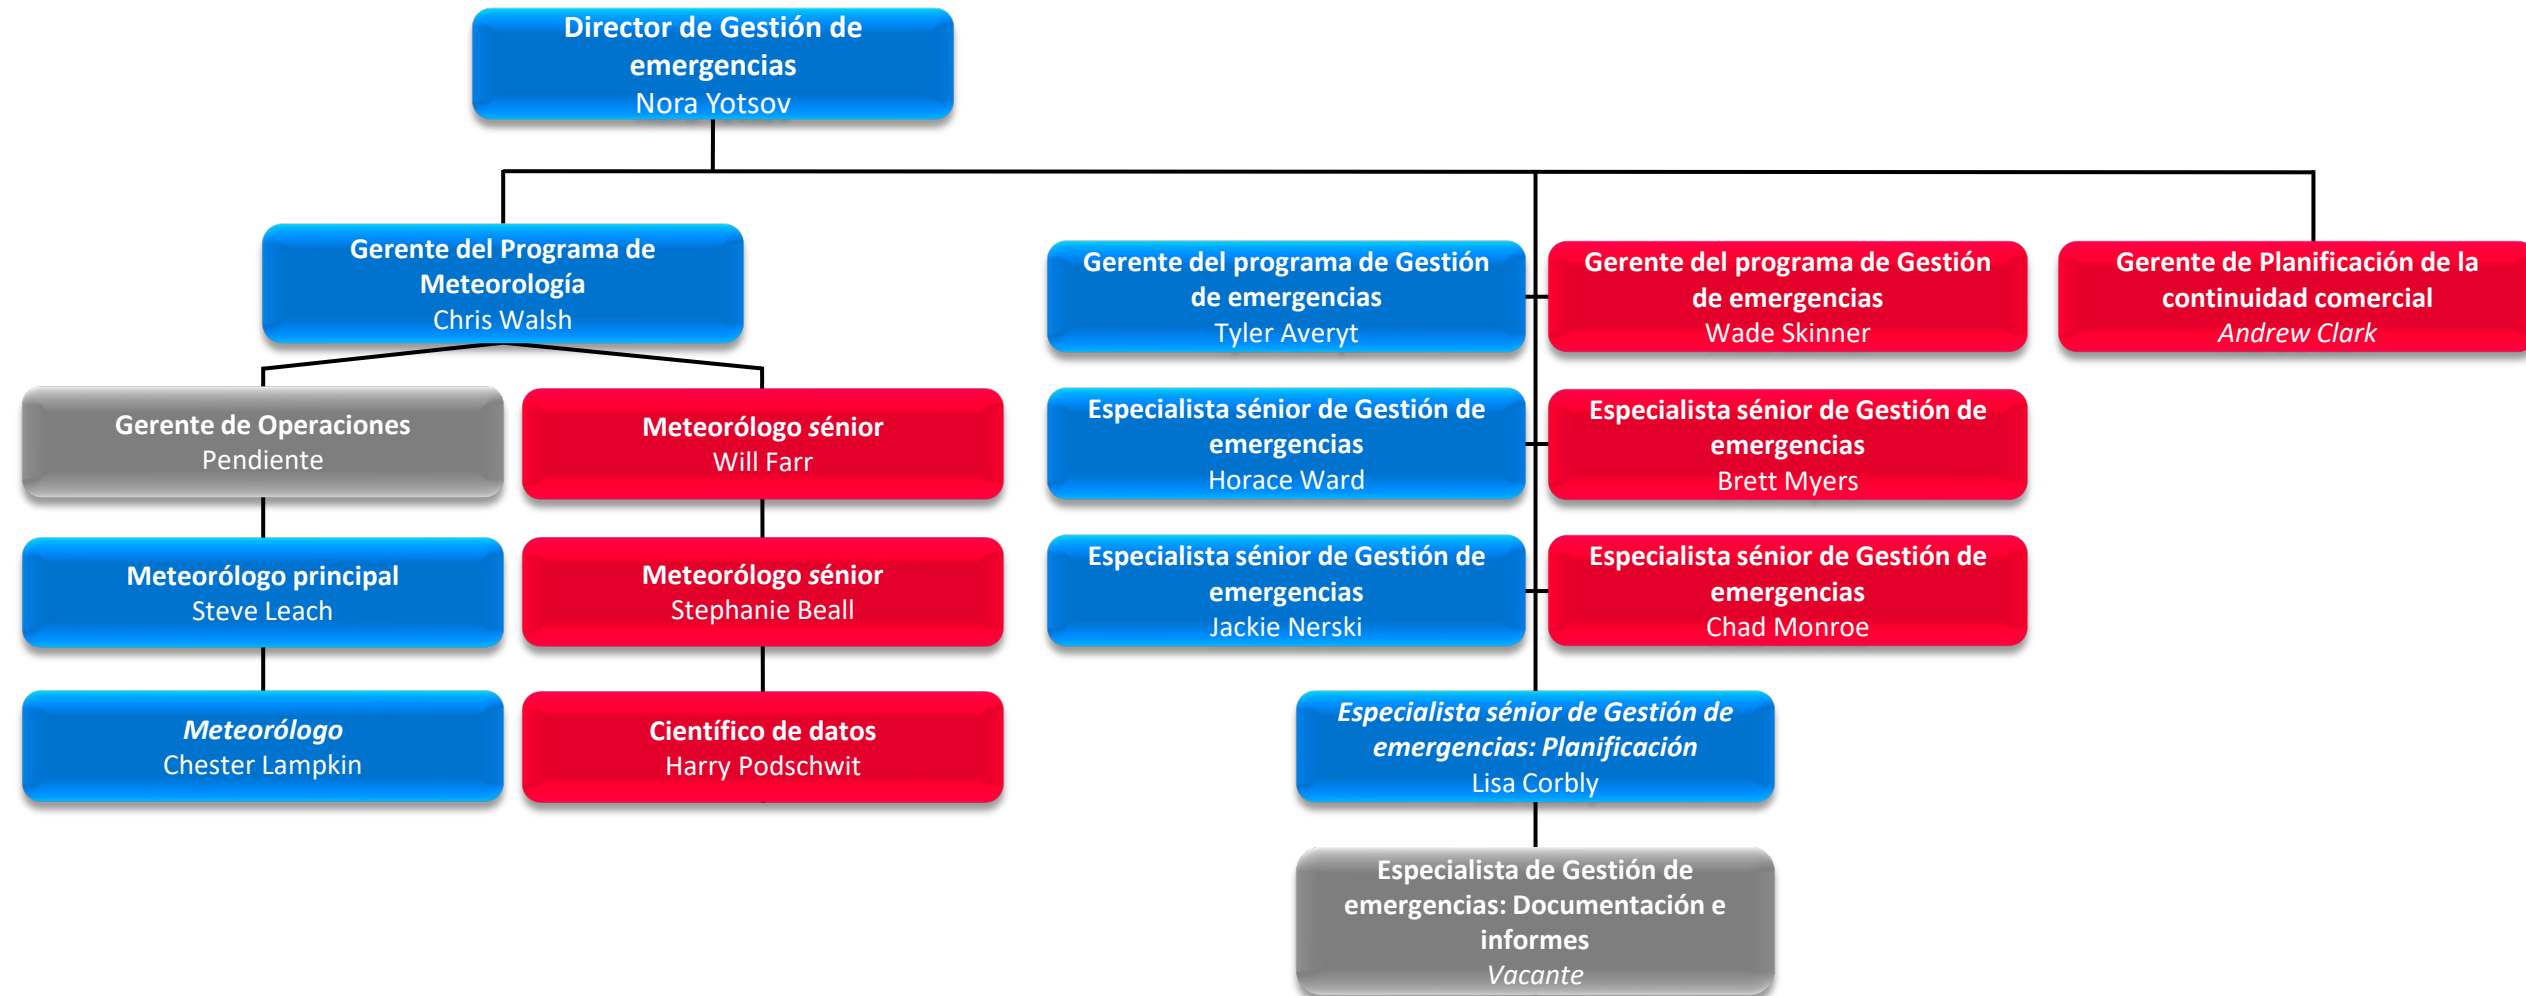 Director de Gestión de
emergencias
Nora Yotsov
Gerente del Programa de
Meteorología
Chris Walsh
Gerente de Operaciones
Pendiente
Meteorólogo principal
Steve Leach
Meteorólogo
Chester Lampkin
Meteorólogo sénior
Will Farr
Meteorólogo sénior
Stephanie Beall
Científico de datos
Harry Podschwit
Gerente del programa de Gestión
de emergencias
Tyler Averyt
Gerente del programa de Gestión
de emergencias
Wade Skinner
Especialista sénior de Gestión de
emergencias
Horace Ward
Especialista sénior de Gestión de
emergencias
Brett Myers
Especialista sénior de Gestión de
emergencias
Jackie Nerski
Especialista sénior de Gestión de
emergencias
Chad Monroe
Especialista sénior de Gestión de
emergencias: Planificación
Lisa Corbly
Especialista de Gestión de
emergencias: Documentación e
informes
Vacante
Gerente de Planificación de la
continuidad comercial
Andrew Clark